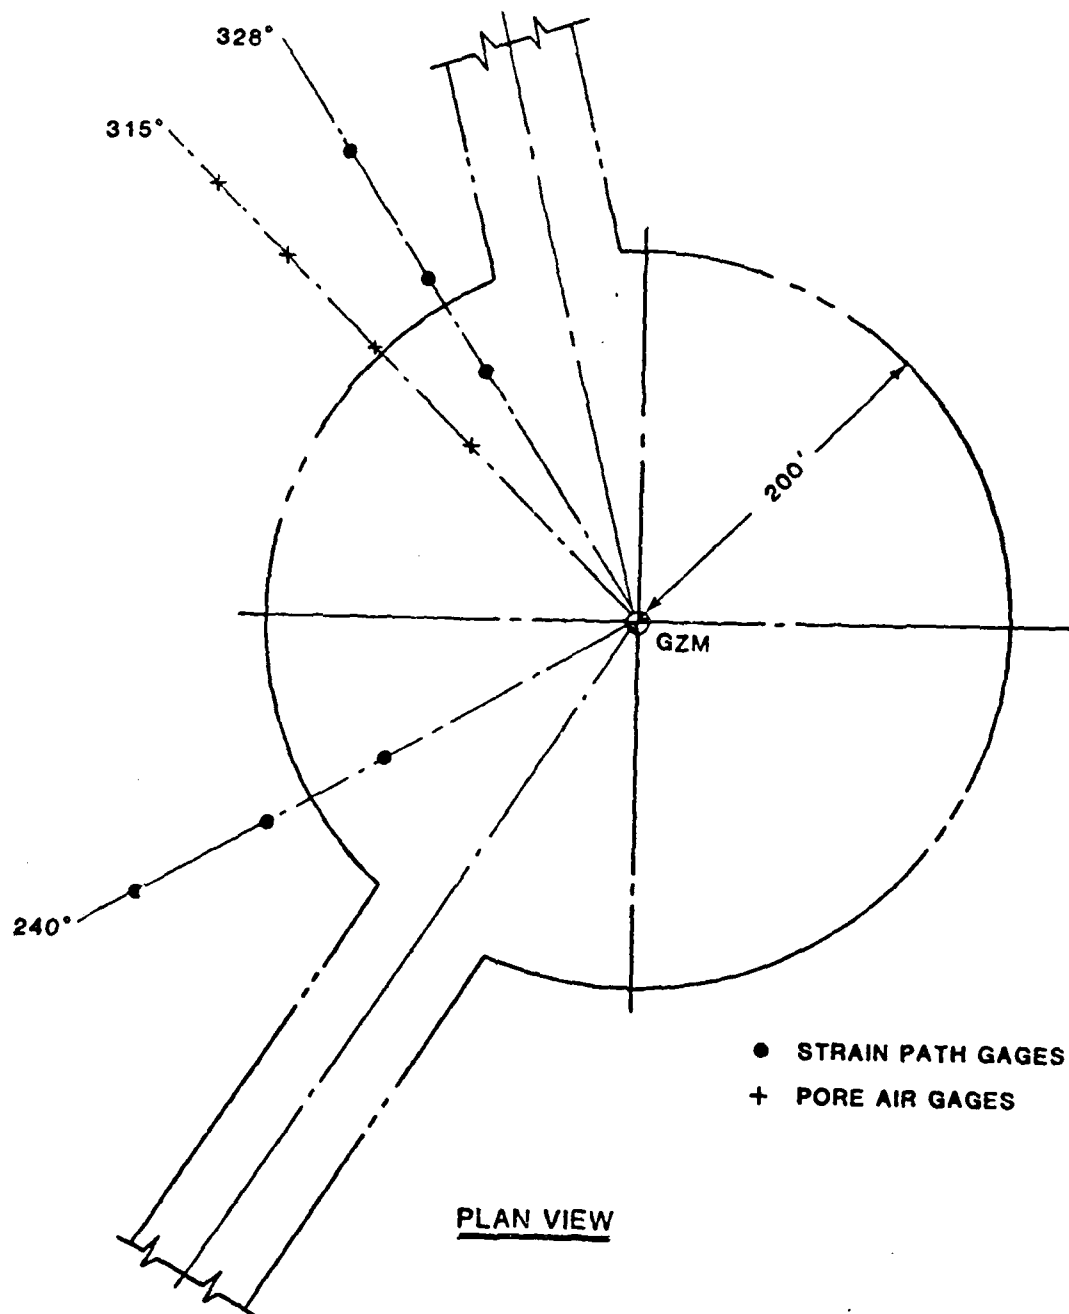 328°
315°
200'
GZM
240°
● STRAIN PATH GAGES
+ PORE AIR GAGES
PLAN VIEW